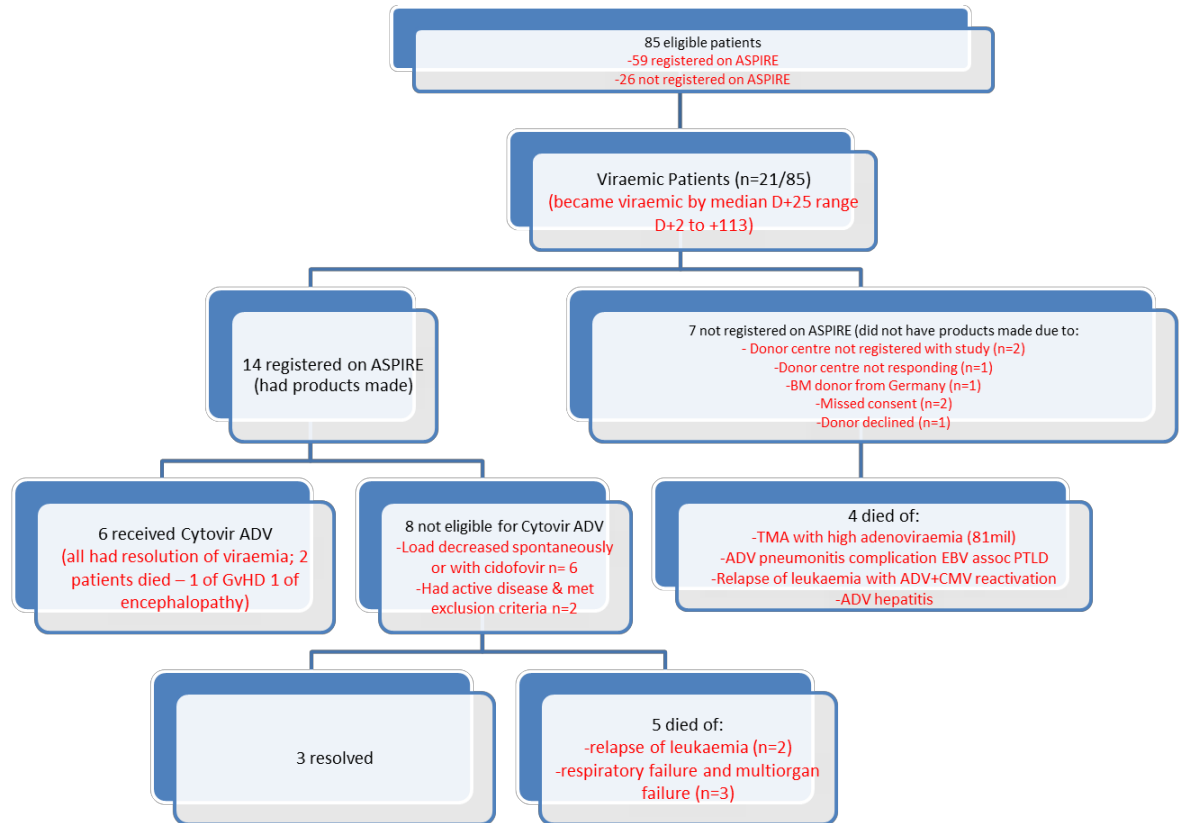 85 eligible patients
-59 registered on ASPIRE
-26 not registered on ASPIRE
Viraemic Patients (n=21/85)
(became viraemic by median D+25 range
D+2 to +113)
14 registered on ASPIRE
(had products made)
7 not registered on ASPIRE (did not have products made due to:
- Donor centre not registered with study (n=2)
-Donor centre not responding (n=1)
-BM donor from Germany (n=1)
-Missed consent (n=2)
-Donor declined (n=1)
6 received Cytovir ADV
(all had resolution of viraemia; 2
patients died – 1 of GvHD 1 of
encephalopathy)
8 not eligible for Cytovir ADV
-Load decreased spontaneously
or with cidofovir n= 6
-Had active disease & met
exclusion criteria n=2
4 died of:
-TMA with high adenoviraemia (81mil)
-ADV pneumonitis complication EBV assoc PTLD
-Relapse of leukaemia with ADV+CMV reactivation
-ADV hepatitis
3 resolved
5 died of:
-relapse of leukaemia (n=2)
-respiratory failure and multiorgan
failure (n=3)